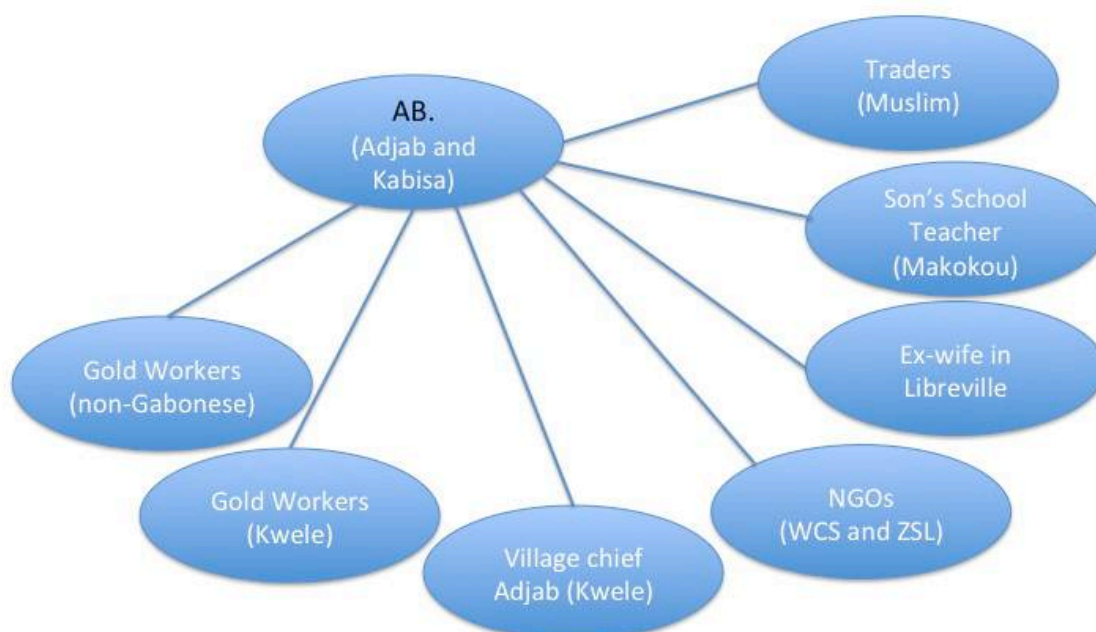 AB.
(Adjab and
Kabisa)
Traders
(Muslim)
Son’s School
Teacher
(Makokou)
Ex-wife in
Libreville
NGOs
(WCS and ZSL)
Village chief
Adjab (Kwele)
Gold Workers
(Kwele)
Gold Workers
(non-Gabonese)